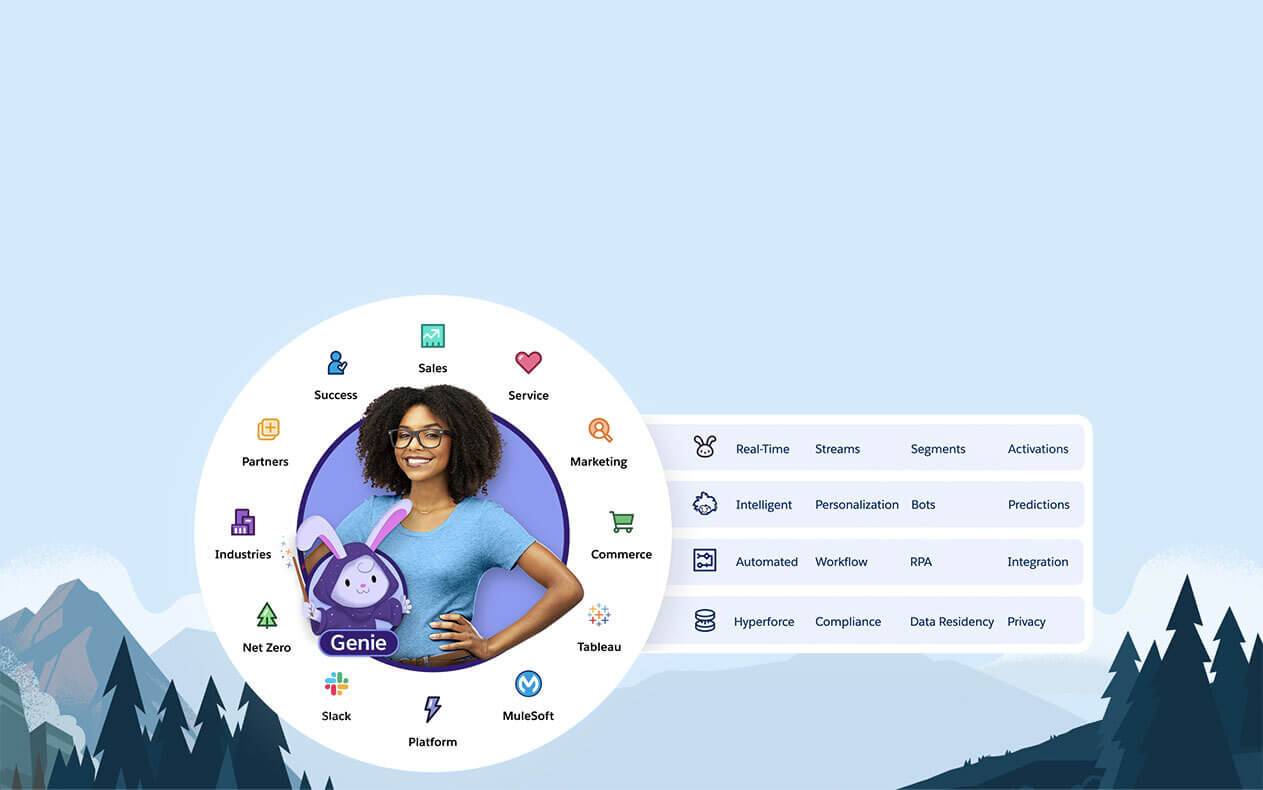 Sales
Success
Service
Partners
Marketing
Industries
Commerce
Net Zero
Genie
Tableau
Slack
MuleSoft
Platform
Real-Time Streams Segments Activations
Intelligent Personalization Bots Predictions
Automated Workflow RPA Integration
Hyperforce Compliance Data Residency Privacy